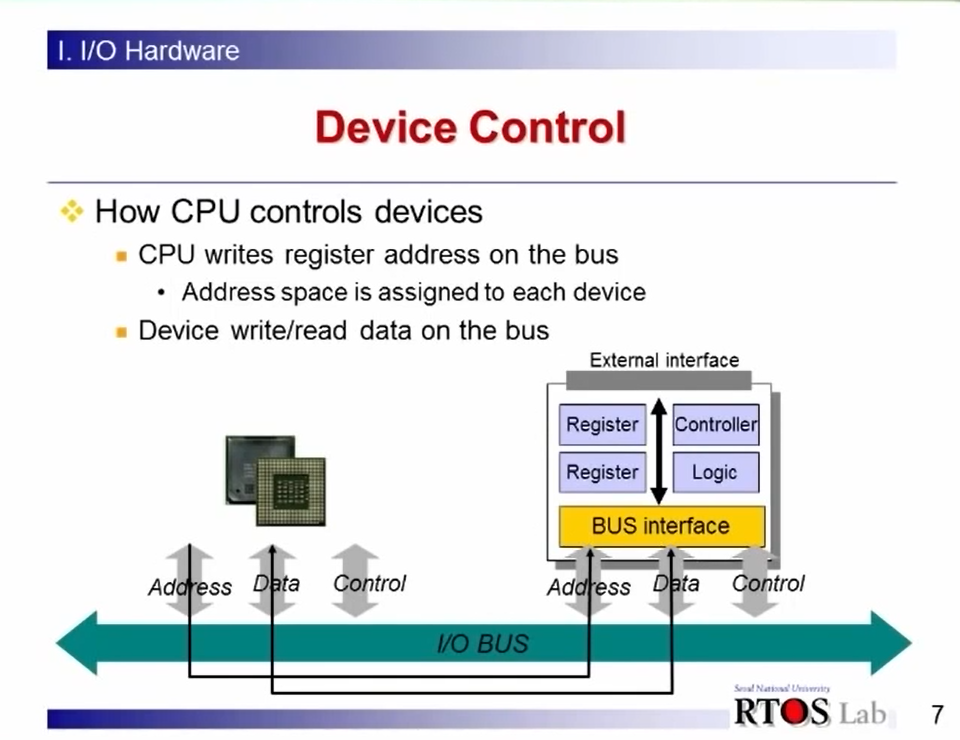 I. I/O Hardware
Device Control
How CPU controls devices
CPU writes register address on the bus
Address space is assigned to each device
Device write/read data on the bus
External interface
Register
Controller
Register
Logic
BUS interface
Address Data Control
Address Data Control
I/O BUS
Seoul National University
RTOS Lab
7